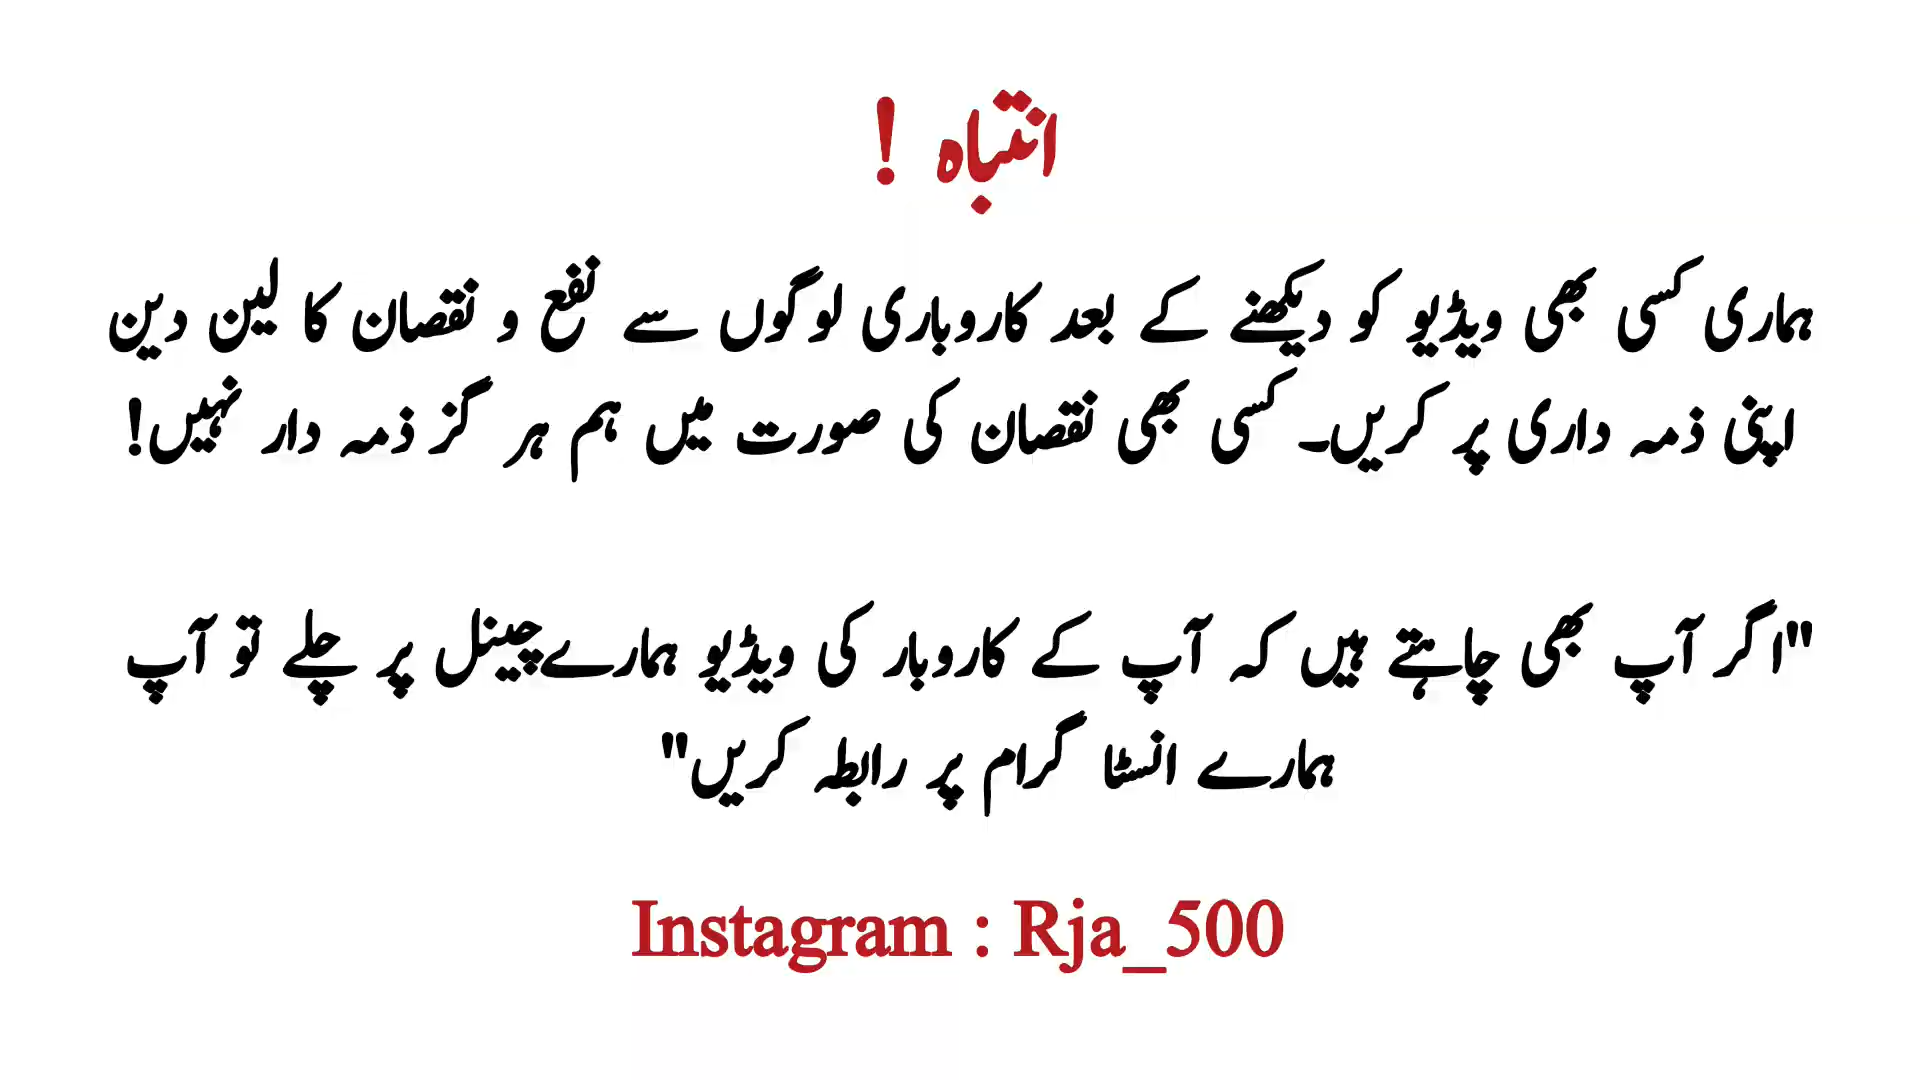 انتباہ !
ہماری کسی بھی ویڈیو کو دیکھنے کے بعد کاروباری لوگوں سے نفع و نقصان کا لین دین
اپنی ذمہ داری پر کریں۔ کسی بھی نقصان کی صورت میں ہم ہر گز ذمہ دار نہیں!
"اگر آپ بھی چاہتے ہیں کہ آپ کے کاروبار کی ویڈیو ہمارے چینل پر چلے تو آپ
ہمارے انسٹا گرام پر رابطہ کریں"
Instagram : Rja_500